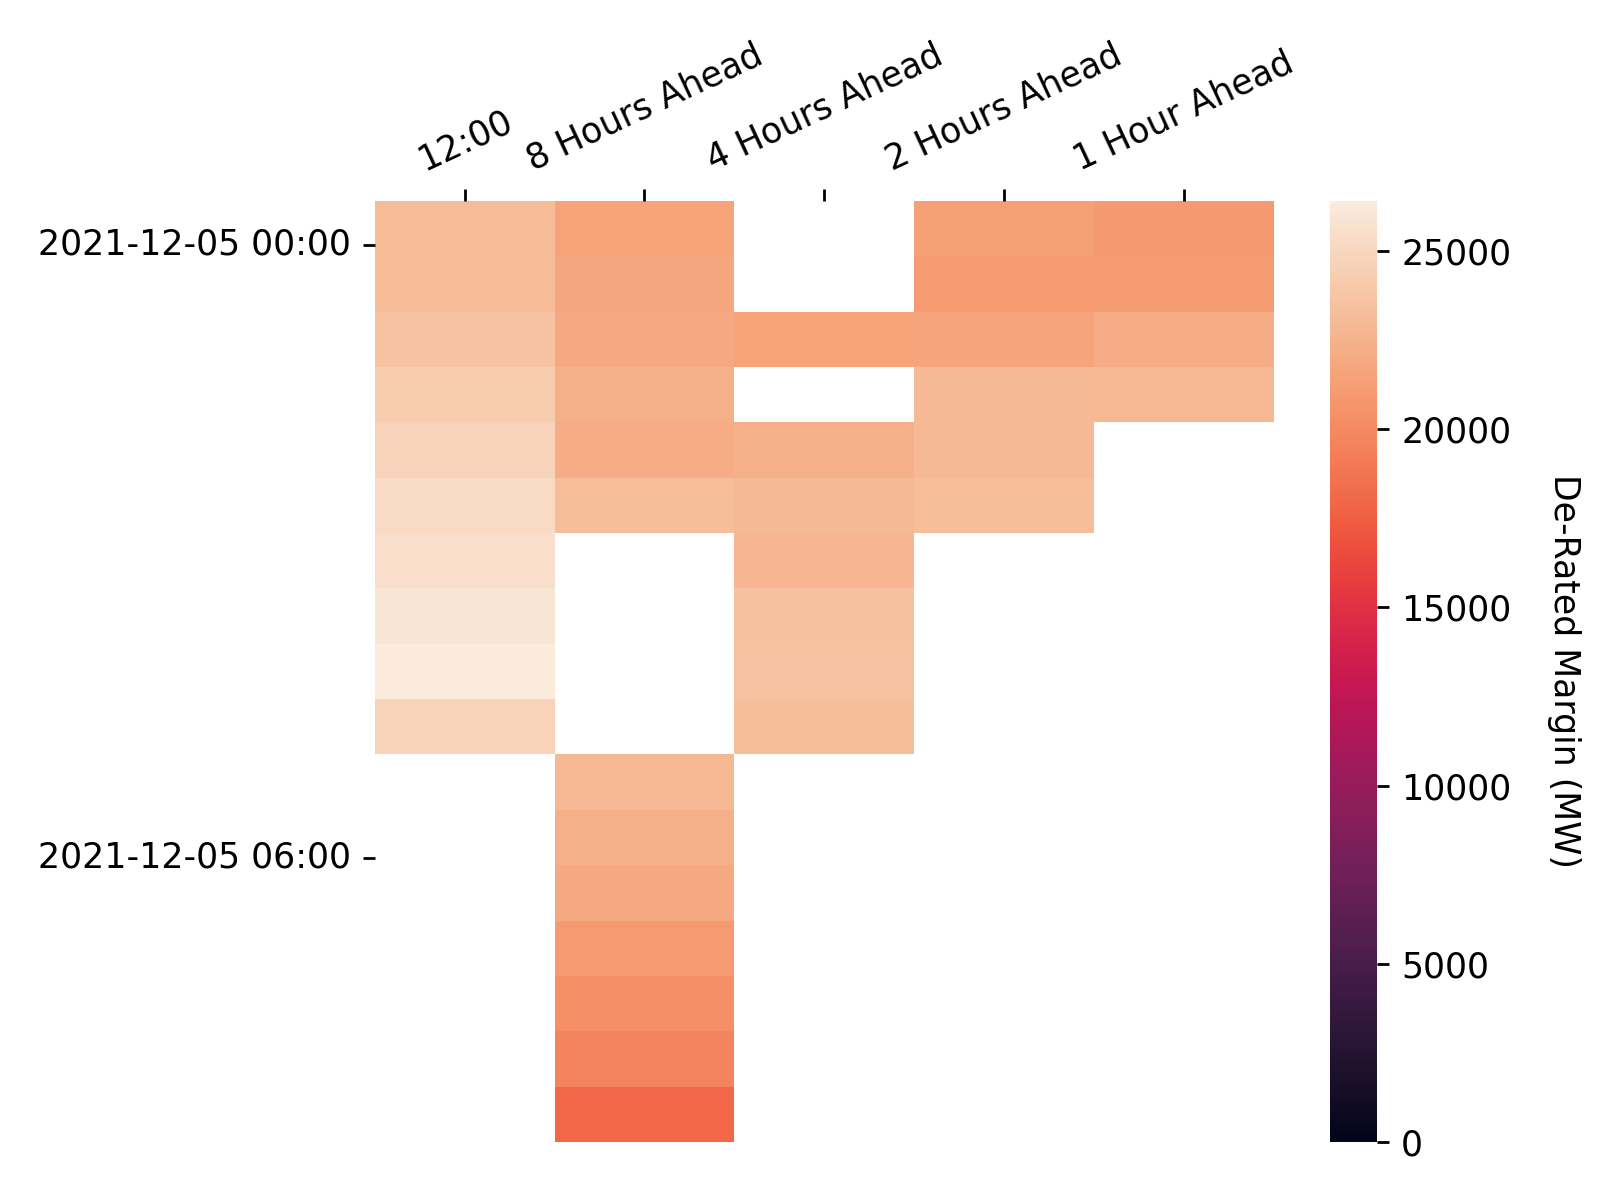 12:00
8 Hours Ahead
4 Hours Ahead
2 Hours Ahead
1 Hour Ahead
2021-12-05 00:00
2021-12-05 06:00
25000
20000
15000
10000
5000
0
De-Rated Margin (MW)